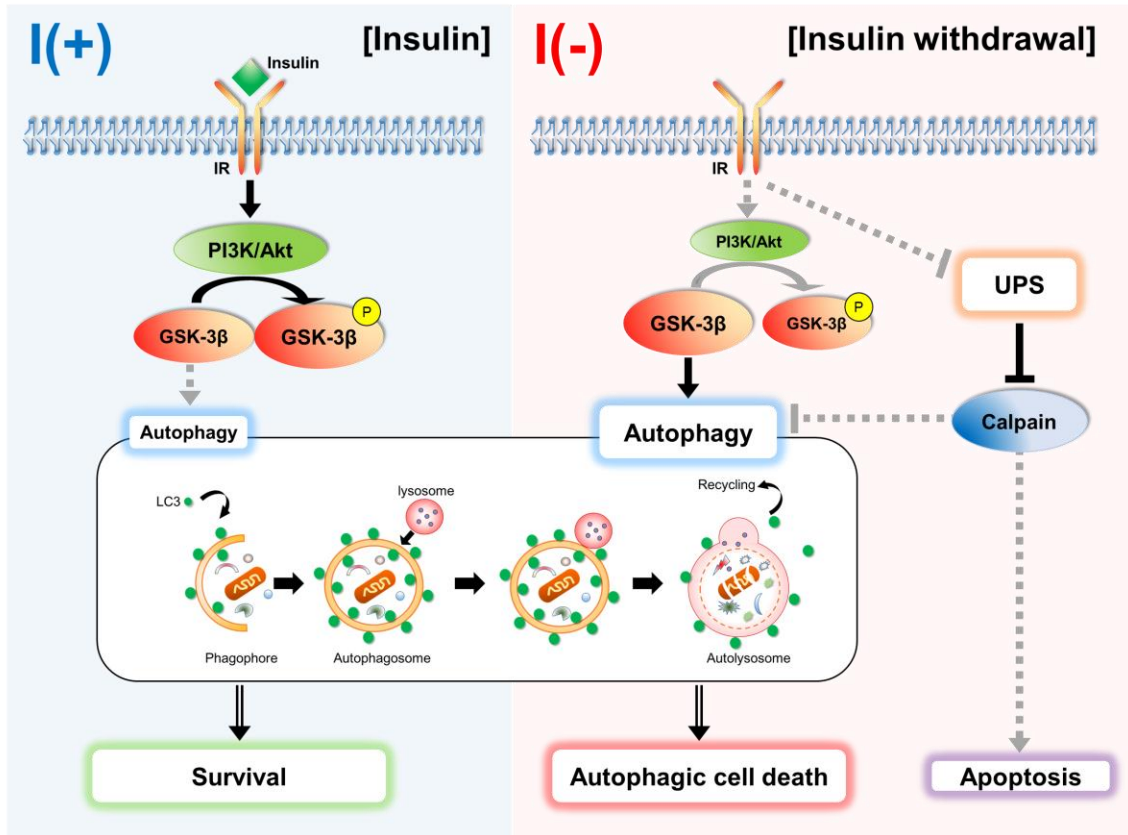 I(+)
[Insulin]
Insulin
IR
PI3K/Akt
GSK-3β
GSK-3β
P
Autophagy
I(-)
[Insulin withdrawal]
IR
PI3K/Akt
GSK-3β
GSK-3β
P
UPS
Calpain
Autophagy
LC3
lysosome
Recycling
Phagophore
Autophagosome
Autolysosome
Survival
Autophagic cell death
Apoptosis